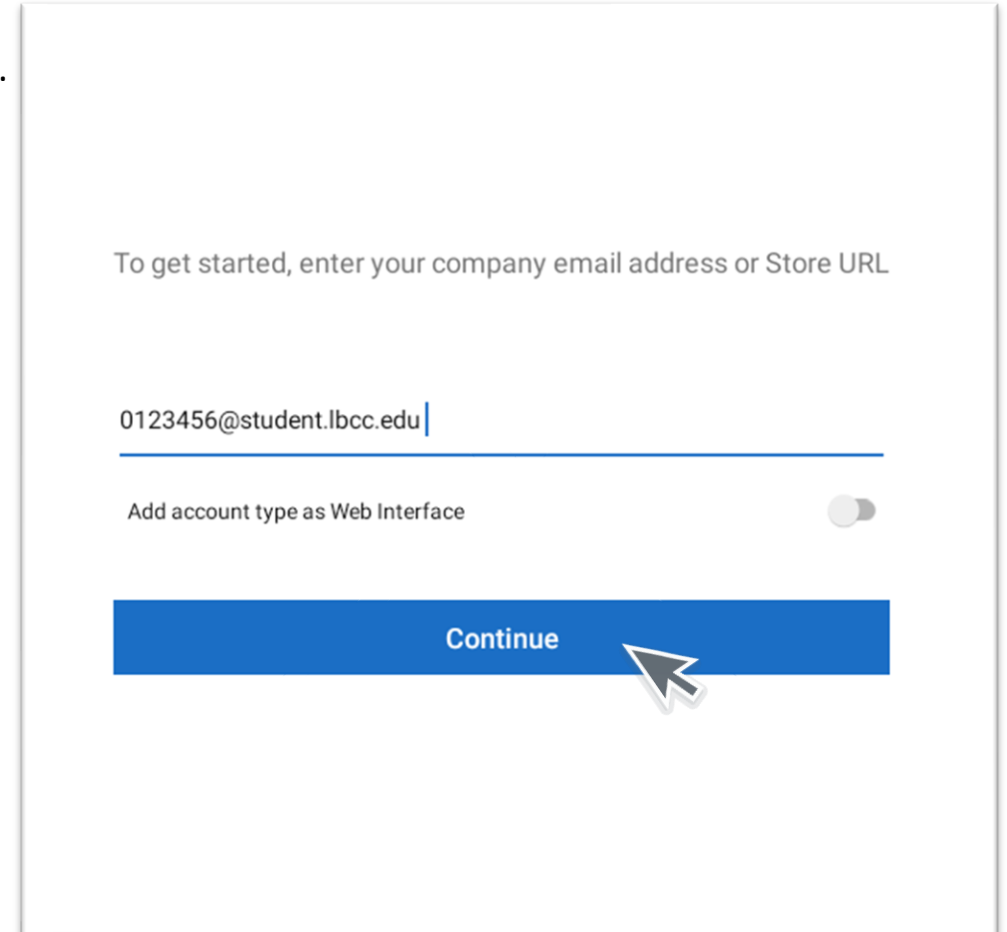 .
To get started, enter your company email address or Store URL
0123456@student.lbcc.edu
Add account type as Web Interface
Continue